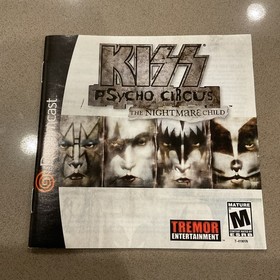 KISS
PSYCHO CIRCUS
THE NIGHTMARE CHILD
Dreamcast
TREMOR
ENTERTAINMENT
MATURE
M
ESRB